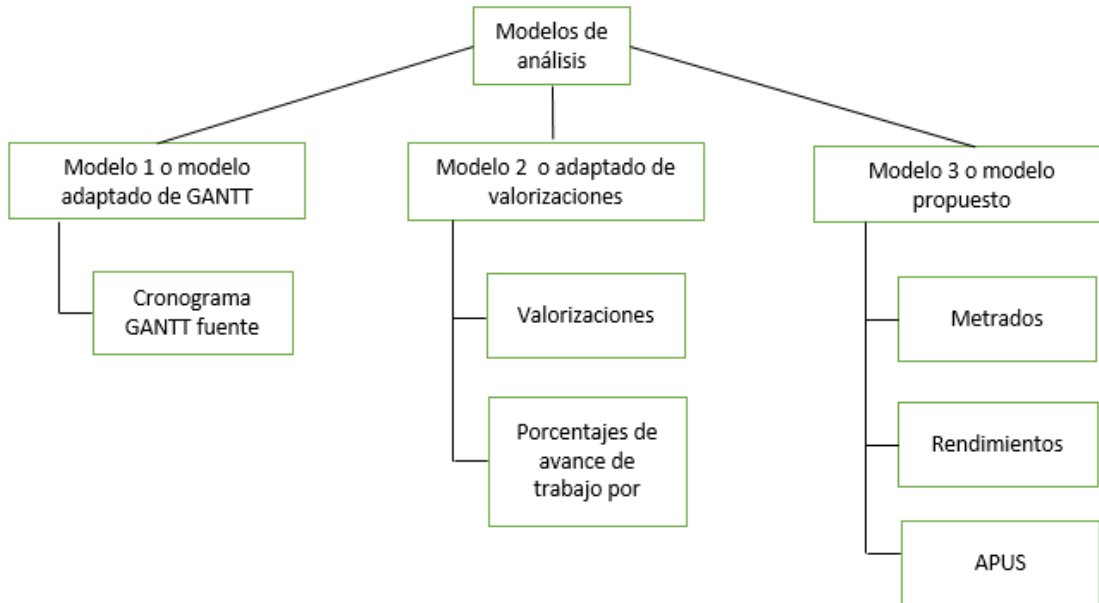 Modelos de
análisis
Modelo 1 o modelo
adaptado de GANTT
Cronograma
GANTT fuente
Modelo 2 o adaptado de
valorizaciones
Valorizaciones
Porcentajes de
avance de
trabajo por
Modelo 3 o modelo
propuesto
Metrados
Rendimientos
APUS